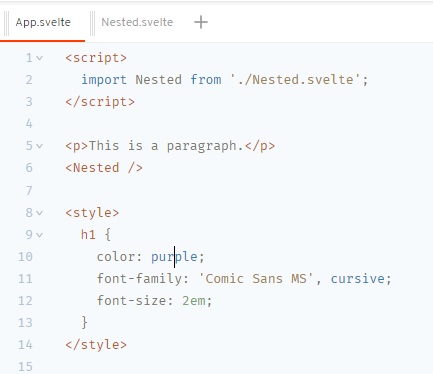 App.svelte Nested.svelte +
1 <script>
2   import Nested from './Nested.svelte';
3 </script>
4
5 <p>This is a paragraph.</p>
6 <Nested />
7
8 <style>
9   h1 {
10     color: purple;
11     font-family: 'Comic Sans MS', cursive;
12     font-size: 2em;
13   }
14 </style>
15